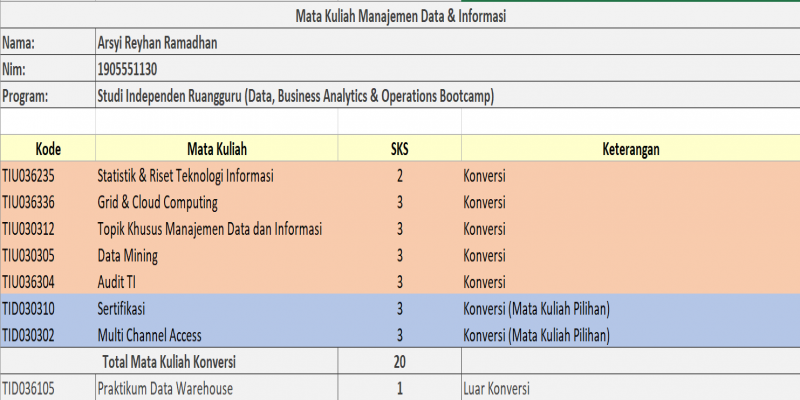 Mata Kuliah Manajemen Data & Informasi
Nama: Arsyi Reyhan Ramadhan
Nim: 1905551130
Program: Studi Independen Ruangguru (Data, Business Analytics & Operations Bootcamp)
Kode Mata Kuliah SKS Keterangan
TIU036235 Statistik & Riset Teknologi Informasi 2 Konversi
TIU036336 Grid & Cloud Computing 3 Konversi
TIU030312 Topik Khusus Manajemen Data dan Informasi 3 Konversi
TIU030305 Data Mining 3 Konversi
TIU036304 Audit TI 3 Konversi
TID030310 Sertifikasi 3 Konversi (Mata Kuliah Pilihan)
TID030302 Multi Channel Access 3 Konversi (Mata Kuliah Pilihan)
Total Mata Kuliah Konversi 20
TID036105 Praktikum Data Warehouse 1 Luar Konversi